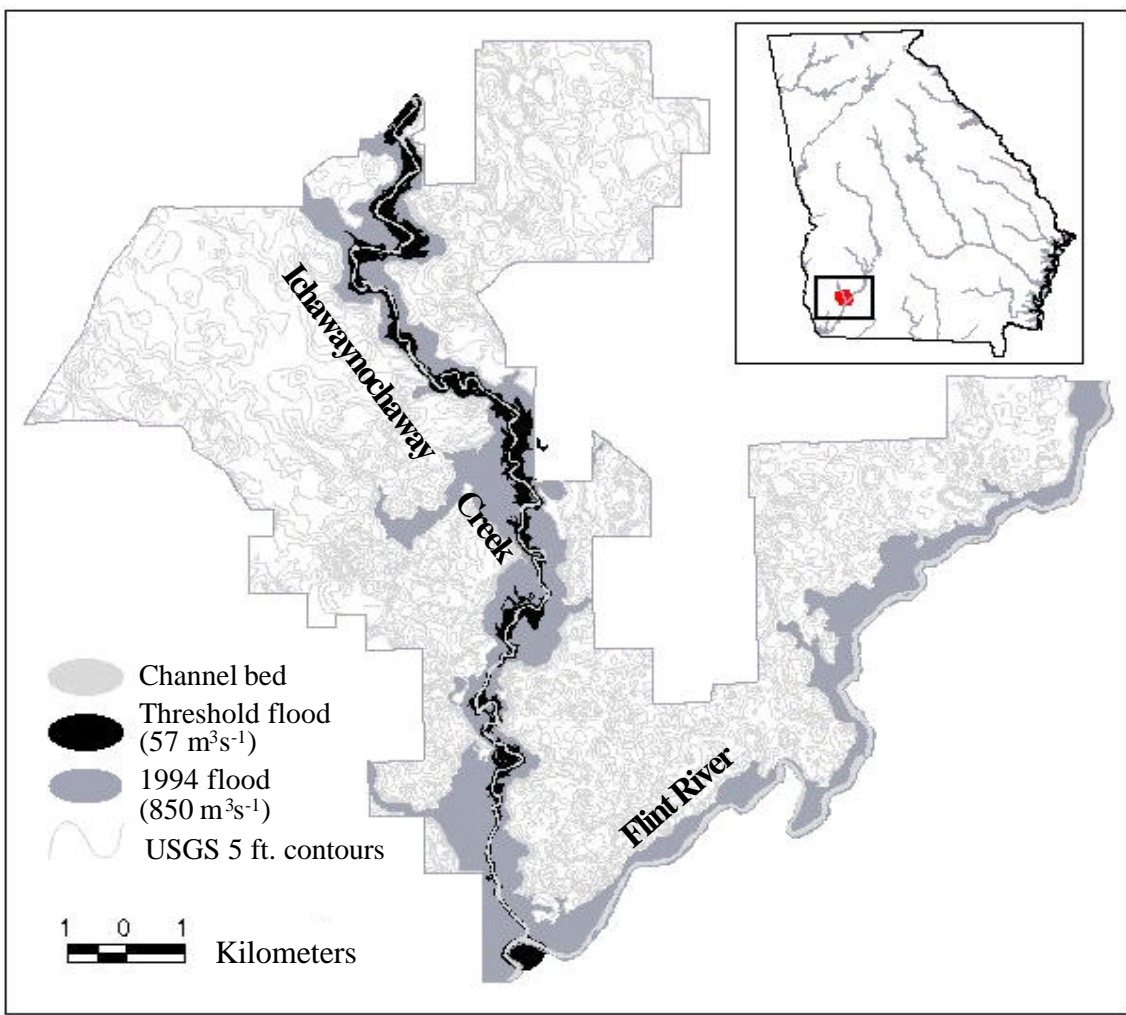 Ichawaynochaway
Creek
Flint River
Channel bed
Threshold flood
(57 m³s⁻¹)
1994 flood
(850 m³s⁻¹)
USGS 5 ft. contours
1 0 1
Kilometers